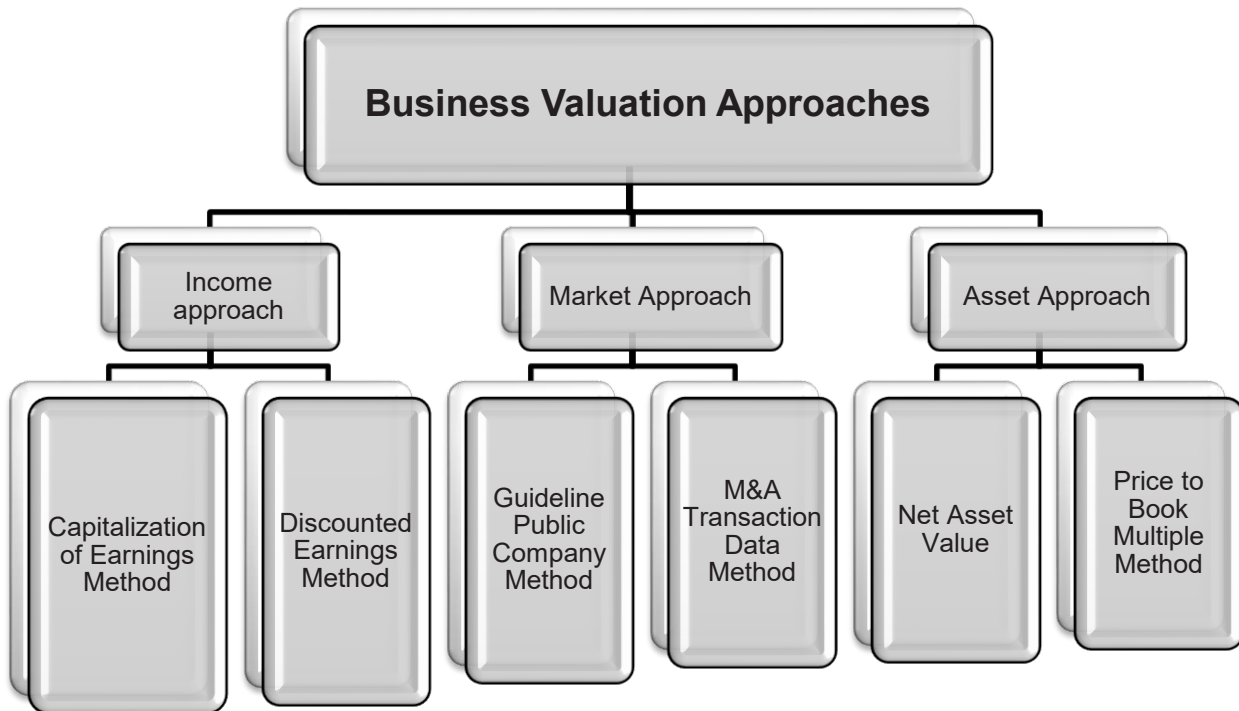 Business Valuation Approaches
Income
approach
Market Approach
Asset Approach
Capitalization
of Earnings
Method
Discounted
Earnings
Method
Guideline
Public
Company
Method
M&A
Transaction
Data
Method
Net Asset
Value
Price to
Book
Multiple
Method